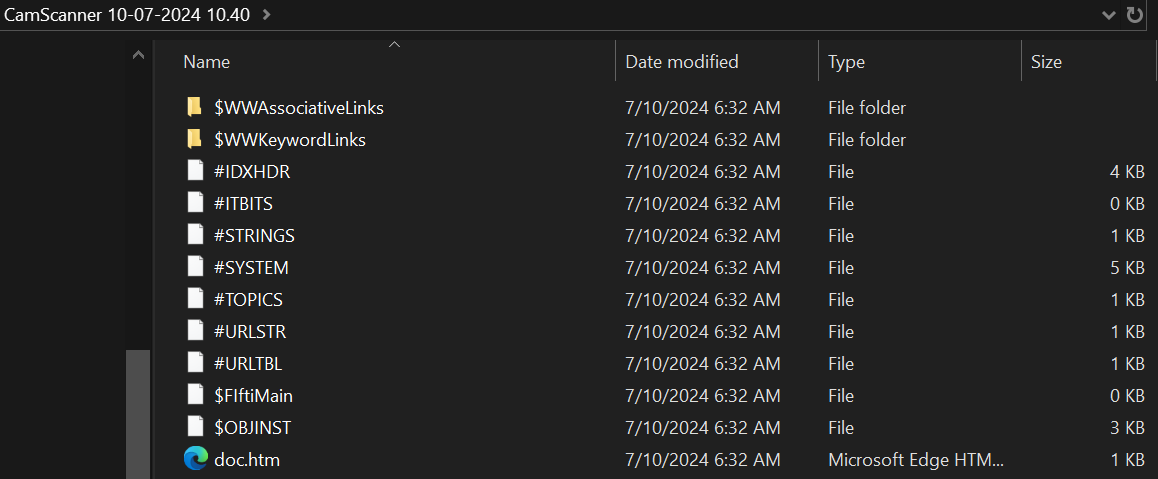 CamScanner 10-07-2024 10.40
Name Date modified Type Size
$WWAssociativeLinks 7/10/2024 6:32 AM File folder
$WWKeywordLinks 7/10/2024 6:32 AM File folder
#IDXHDR 7/10/2024 6:32 AM File 4 KB
#ITBITS 7/10/2024 6:32 AM File 0 KB
#STRINGS 7/10/2024 6:32 AM File 1 KB
#SYSTEM 7/10/2024 6:32 AM File 5 KB
#TOPICS 7/10/2024 6:32 AM File 1 KB
#URLSTR 7/10/2024 6:32 AM File 1 KB
#URLTBL 7/10/2024 6:32 AM File 1 KB
$FIftiMain 7/10/2024 6:32 AM File 0 KB
$OBJINST 7/10/2024 6:32 AM File 3 KB
doc.htm 7/10/2024 6:32 AM Microsoft Edge HTM... 1 KB